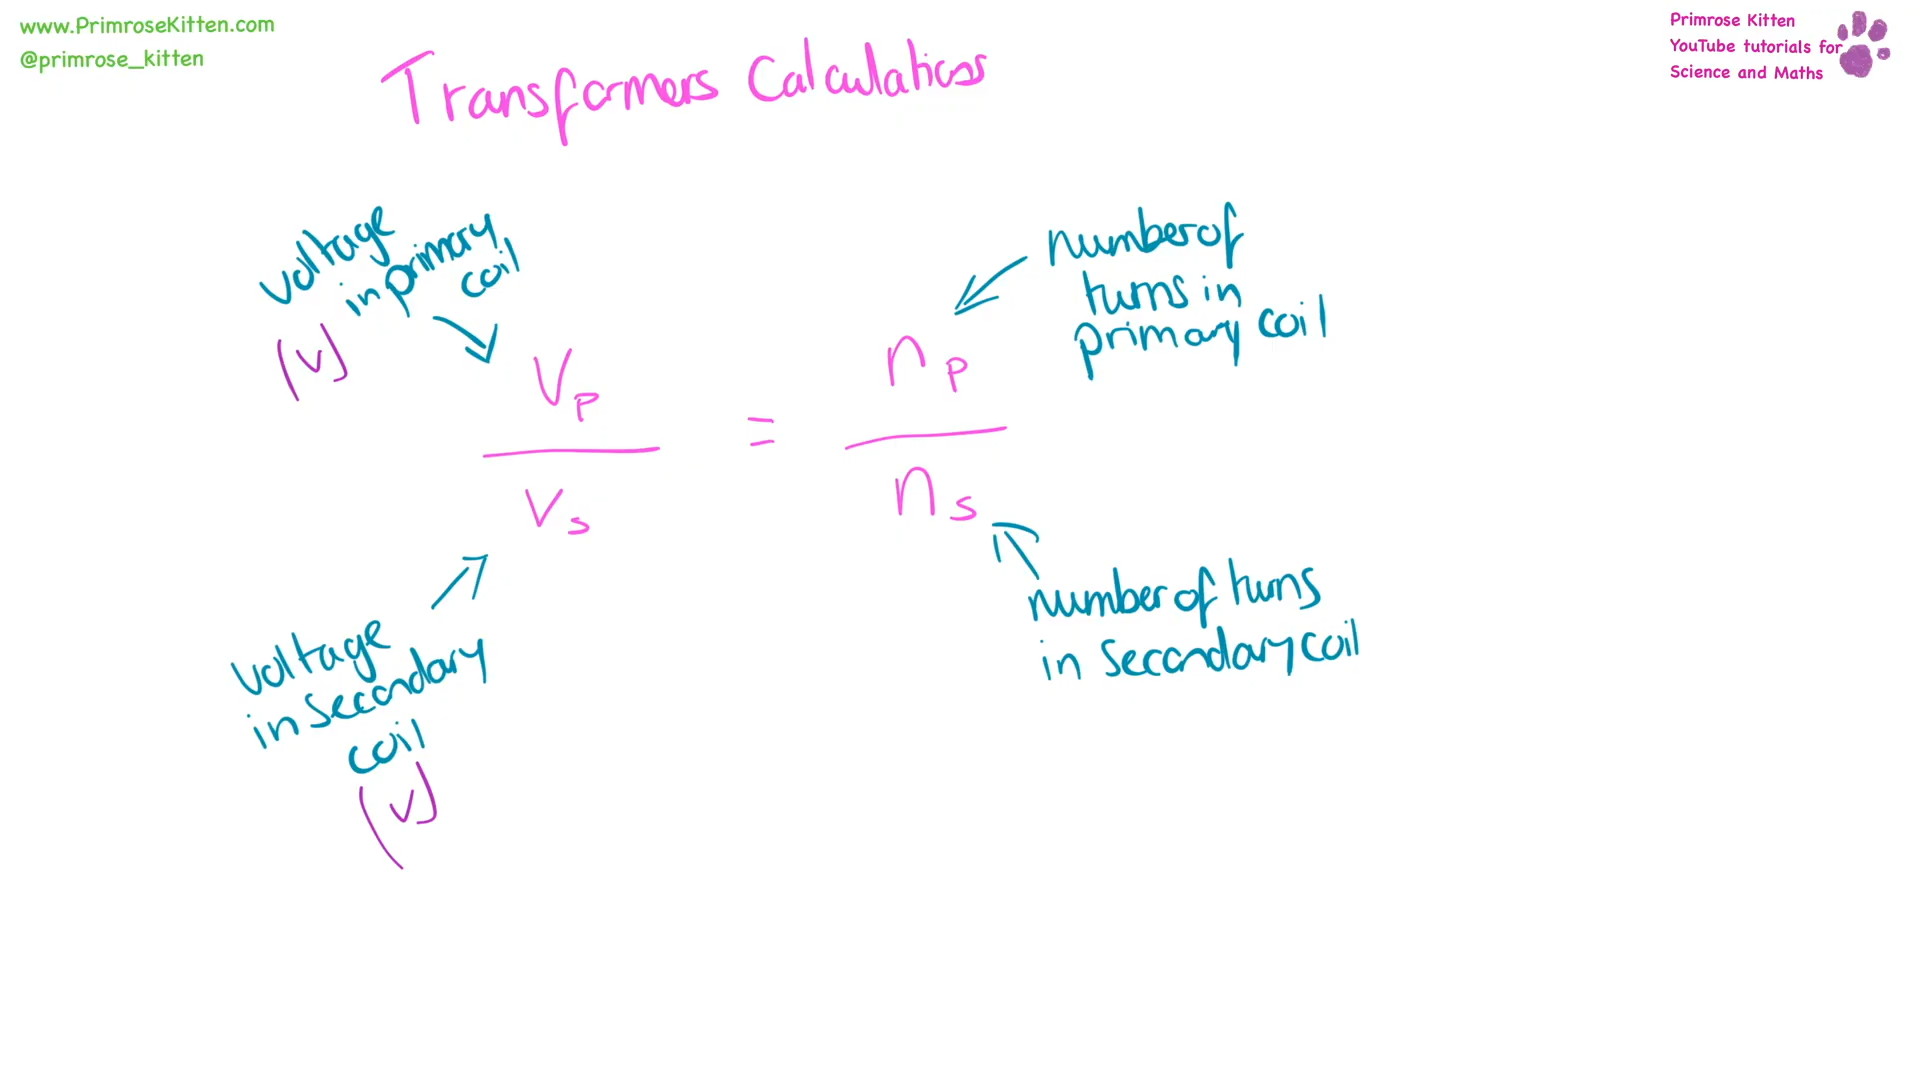 www.PrimroseKitten.com
@primrose_kitten
Primrose Kitten
YouTube tutorials for
Science and Maths
Transformers Calculations
voltage
in primary
coil
(V)
number of
turns in
primary coil
Vp
=
np
Vs
ns
voltage
in secondary
coil
(V)
number of turns
in secondary coil